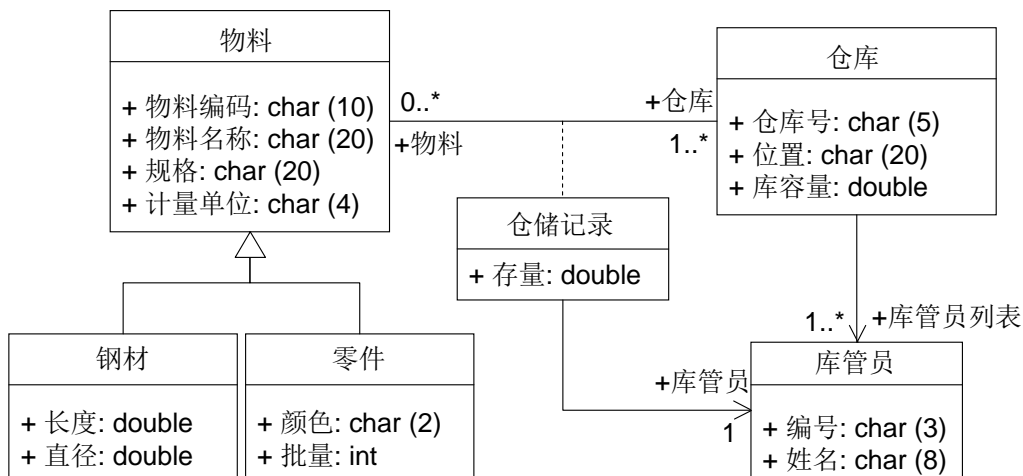 物料
+ 物料编码: char (10)
+ 物料名称: char (20)
+ 规格: char (20)
+ 计量单位: char (4)
0..*
+物料
+仓库
1..*
仓库
+ 仓库号: char (5)
+ 位置: char (20)
+ 库容量: double
仓储记录
+ 存量: double
1..*
+库管员列表
钢材
+ 长度: double
+ 直径: double
零件
+ 颜色: char (2)
+ 批量: int
+库管员
1
库管员
+ 编号: char (3)
+ 姓名: char (8)